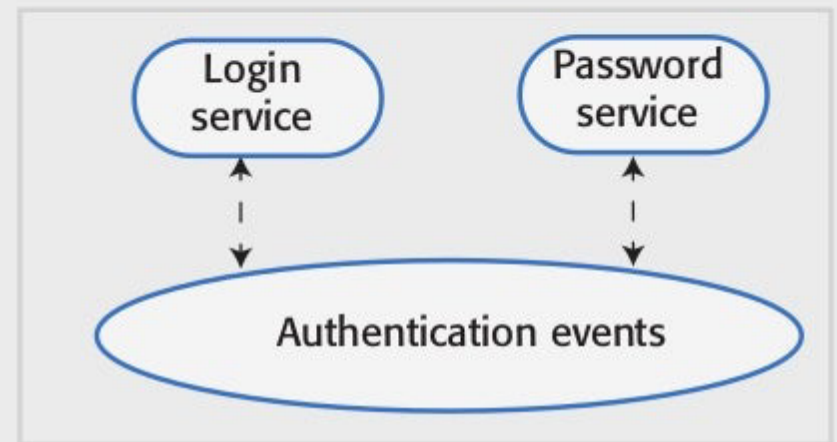 Login
service
Password
service
Authentication events